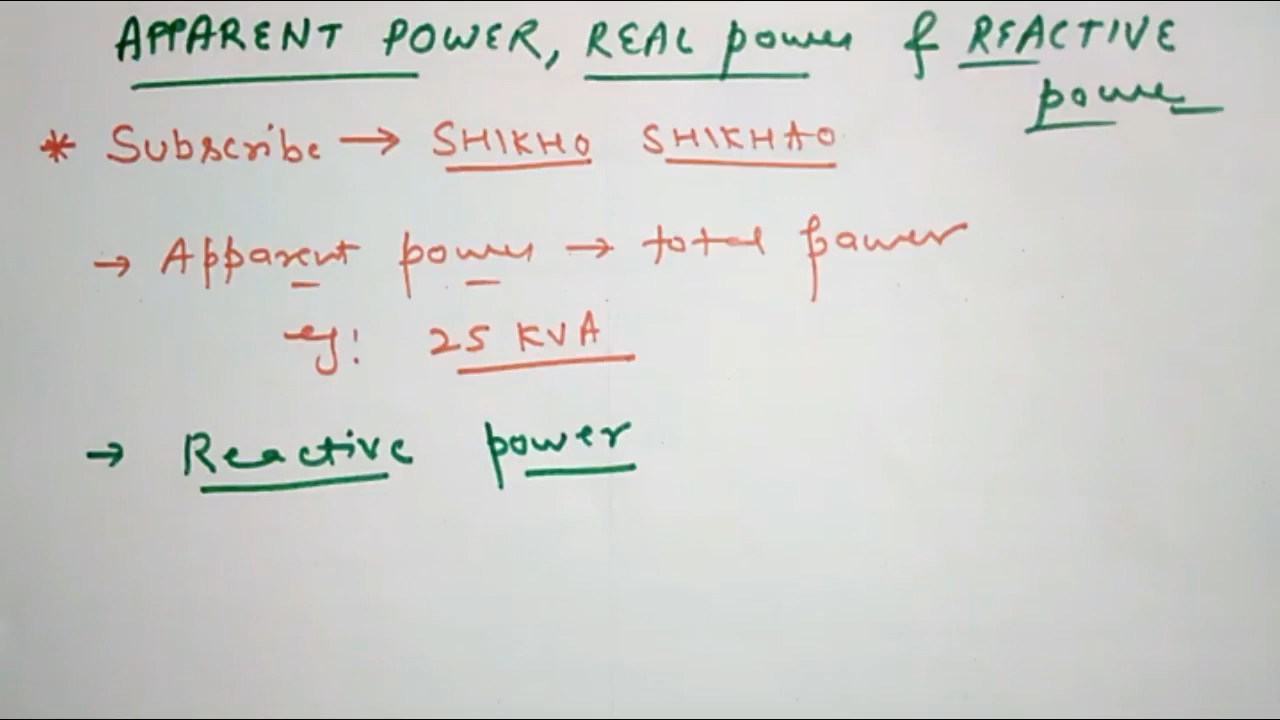 APPARENT POWER, REAL power & REACTIVE
power
* Subscribe → SHIKHO SHIKHAO
→ Apparent power → total power
eg: 25 KVA
→ Reactive power